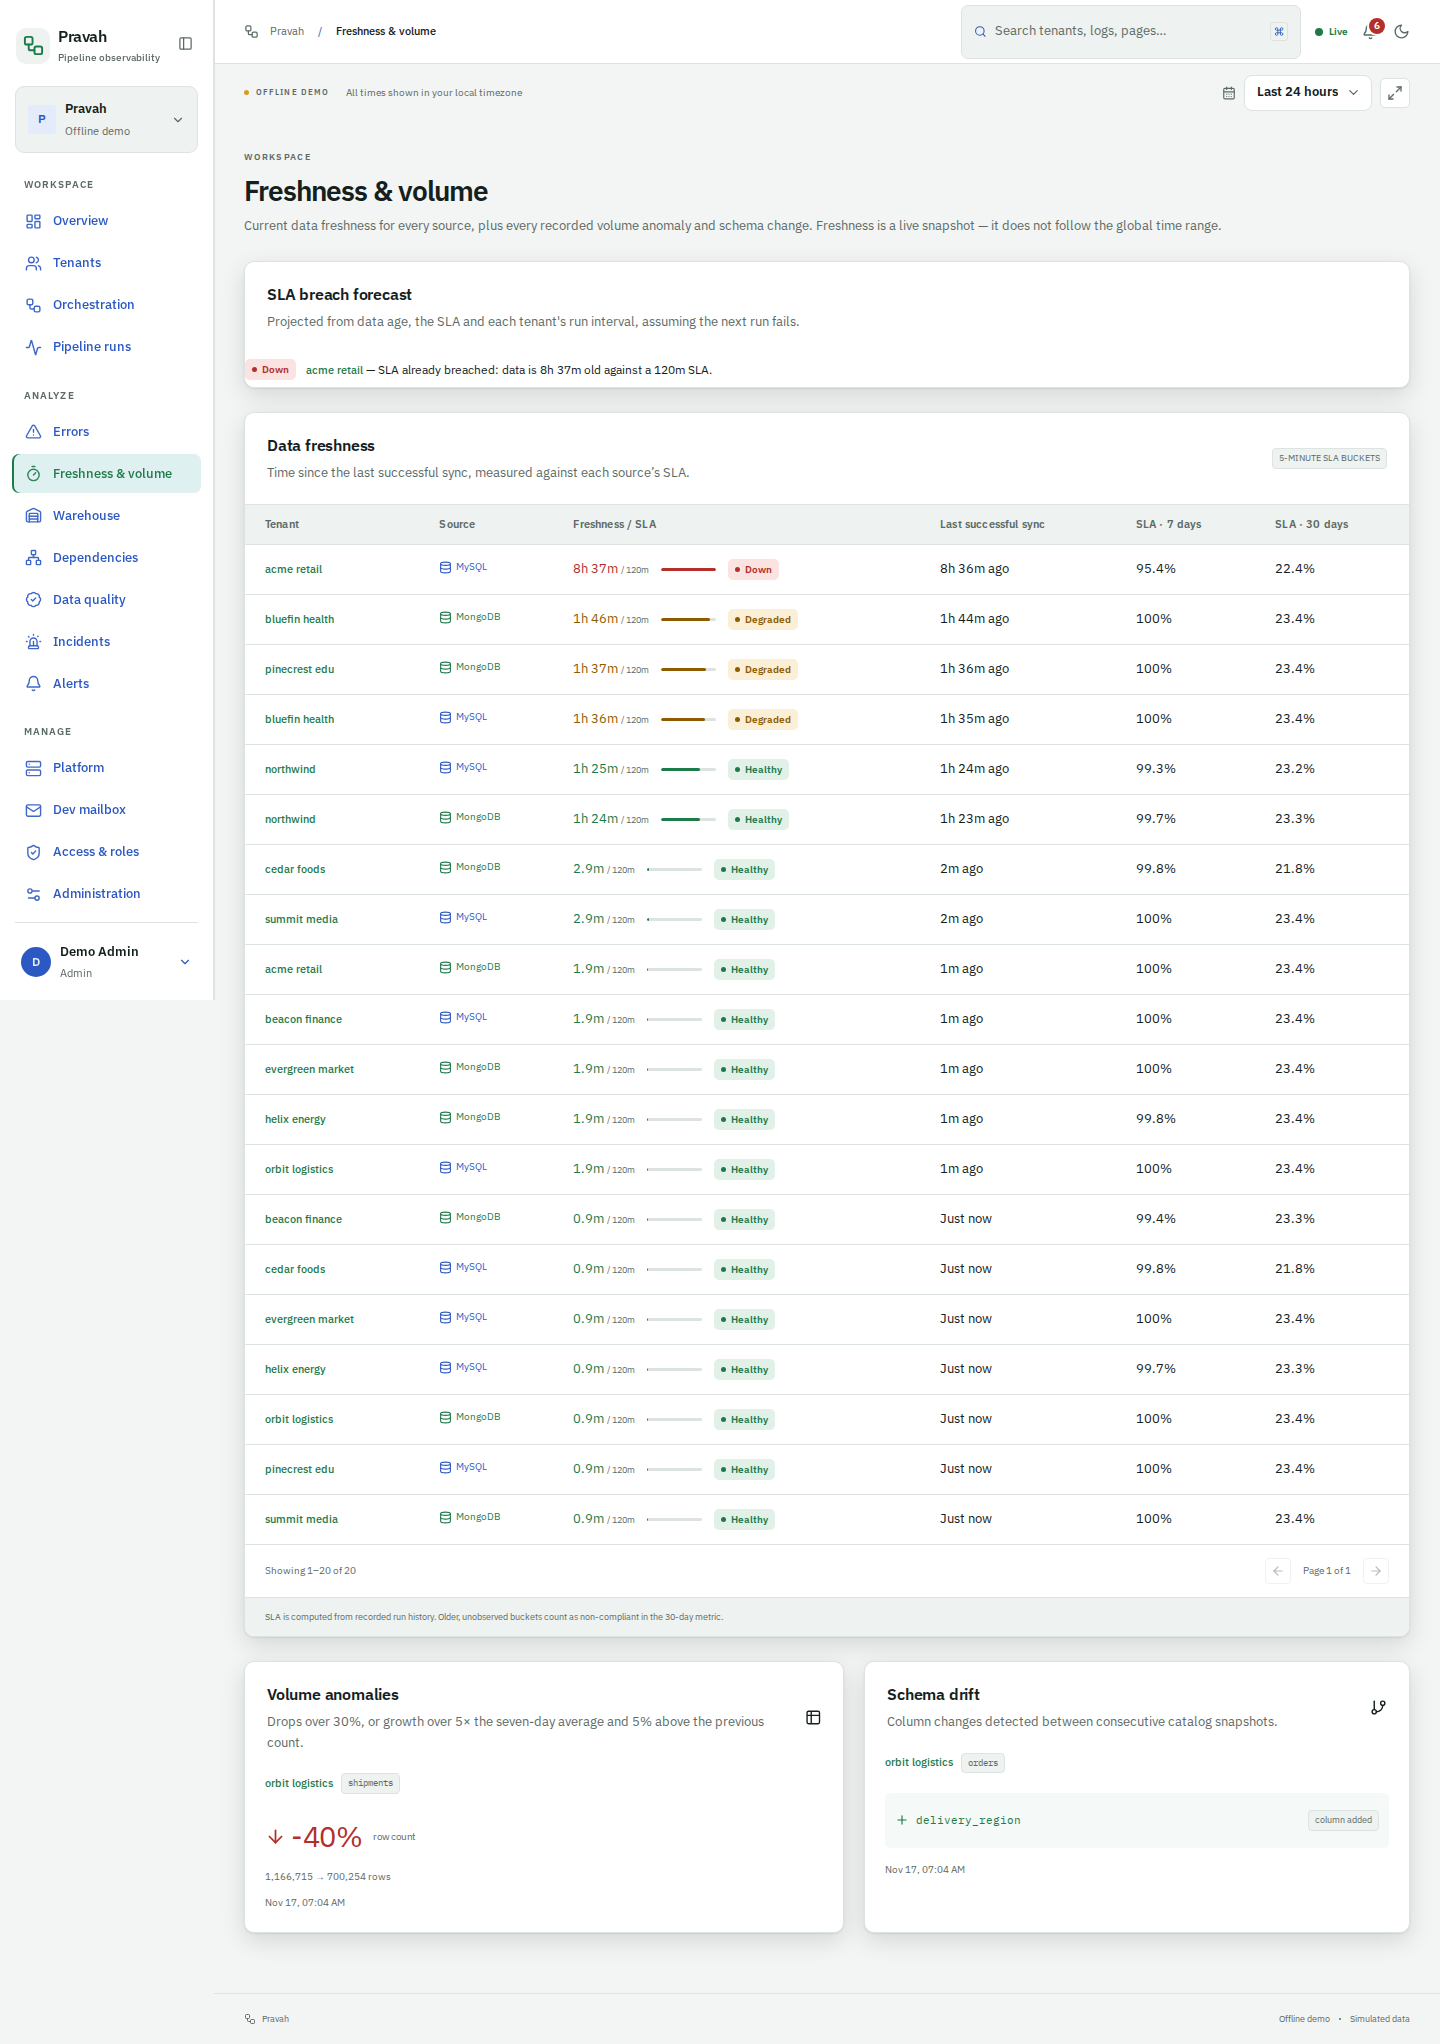 Pravah
Pipeline observability
P
Pravah
Offline demo
WORKSPACE
Overview
Tenants
Orchestration
Pipeline runs
ANALYZE
Errors
Freshness & volume
Warehouse
Dependencies
Data quality
Incidents
Alerts
MANAGE
Platform
Dev mailbox
Access & roles
Administration
D
Demo Admin
Admin
Pravah / Freshness & volume
Search tenants, logs, pages... ⌘
Live
6
OFFLINE DEMO All times shown in your local timezone
Last 24 hours
WORKSPACE
Freshness & volume
Current data freshness for every source, plus every recorded volume anomaly and schema change. Freshness is a live snapshot — it does not follow the global time range.
SLA breach forecast
Projected from data age, the SLA and each tenant's run interval, assuming the next run fails.
Down acme retail — SLA already breached: data is 8h 37m old against a 120m SLA.
Data freshness
Time since the last successful sync, measured against each source’s SLA.
5-MINUTE SLA BUCKETS
Tenant Source Freshness / SLA Last successful sync SLA · 7 days SLA · 30 days
acme retail MySQL 8h 37m / 120m Down 8h 36m ago 95.4% 22.4%
bluefin health MongoDB 1h 46m / 120m Degraded 1h 44m ago 100% 23.4%
pinecrest edu MongoDB 1h 37m / 120m Degraded 1h 36m ago 100% 23.4%
bluefin health MySQL 1h 36m / 120m Degraded 1h 35m ago 100% 23.4%
northwind MySQL 1h 25m / 120m Healthy 1h 24m ago 99.3% 23.2%
northwind MongoDB 1h 24m / 120m Healthy 1h 23m ago 99.7% 23.3%
cedar foods MongoDB 2.9m / 120m Healthy 2m ago 99.8% 21.8%
summit media MySQL 2.9m / 120m Healthy 2m ago 100% 23.4%
acme retail MongoDB 1.9m / 120m Healthy 1m ago 100% 23.4%
beacon finance MySQL 1.9m / 120m Healthy 1m ago 100% 23.4%
evergreen market MongoDB 1.9m / 120m Healthy 1m ago 100% 23.4%
helix energy MongoDB 1.9m / 120m Healthy 1m ago 99.8% 23.4%
orbit logistics MySQL 1.9m / 120m Healthy 1m ago 100% 23.4%
beacon finance MongoDB 0.9m / 120m Healthy Just now 99.4% 23.3%
cedar foods MySQL 0.9m / 120m Healthy Just now 99.8% 21.8%
evergreen market MySQL 0.9m / 120m Healthy Just now 100% 23.4%
helix energy MySQL 0.9m / 120m Healthy Just now 99.7% 23.3%
orbit logistics MongoDB 0.9m / 120m Healthy Just now 100% 23.4%
pinecrest edu MySQL 0.9m / 120m Healthy Just now 100% 23.4%
summit media MongoDB 0.9m / 120m Healthy Just now 100% 23.4%
Showing 1–20 of 20
Page 1 of 1
SLA is computed from recorded run history. Older, unobserved buckets count as non-compliant in the 30-day metric.
Volume anomalies
Drops over 30%, or growth over 5× the seven-day average and 5% above the previous
count.
orbit logistics shipments
-40% row count
1,166,715 → 700,254 rows
Nov 17, 07:04 AM
Schema drift
Column changes detected between consecutive catalog snapshots.
orbit logistics orders
+ delivery_region column added
Nov 17, 07:04 AM
Pravah
Offline demo • Simulated data